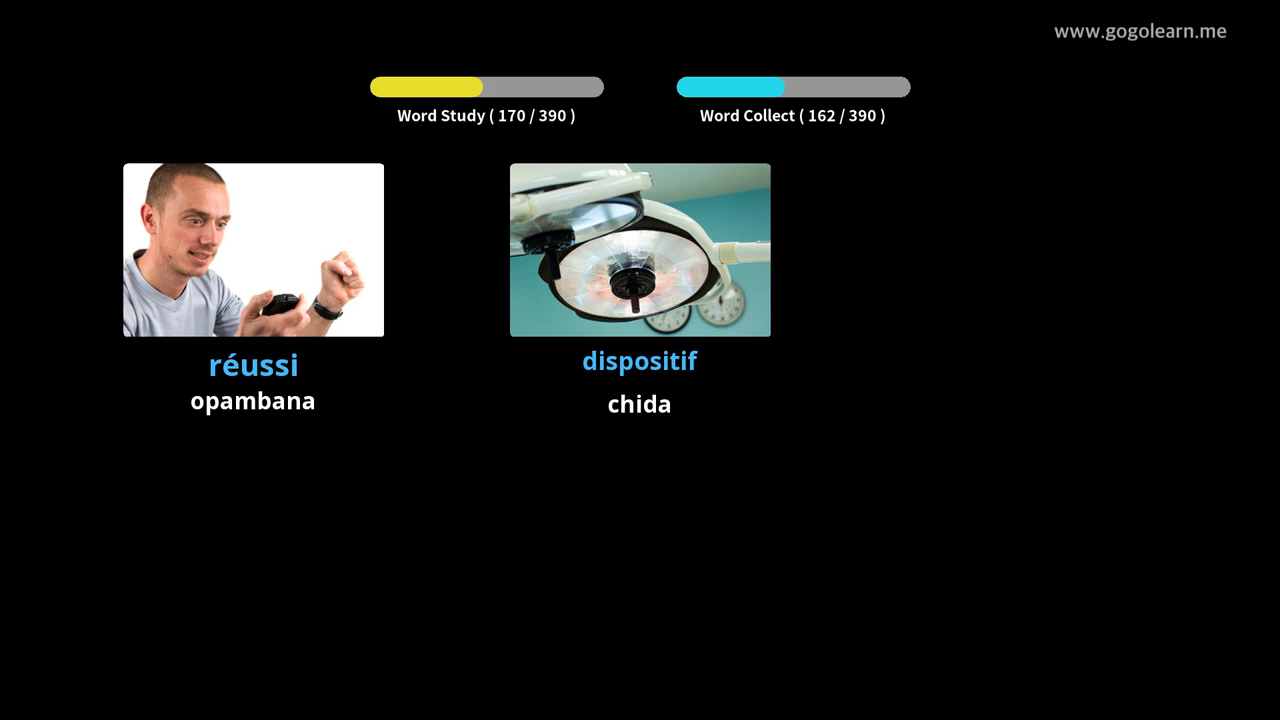 www.gogolearn.me
Word Study ( 170 / 390 )
Word Collect ( 162 / 390 )
réussi
opambana
dispositif
chida